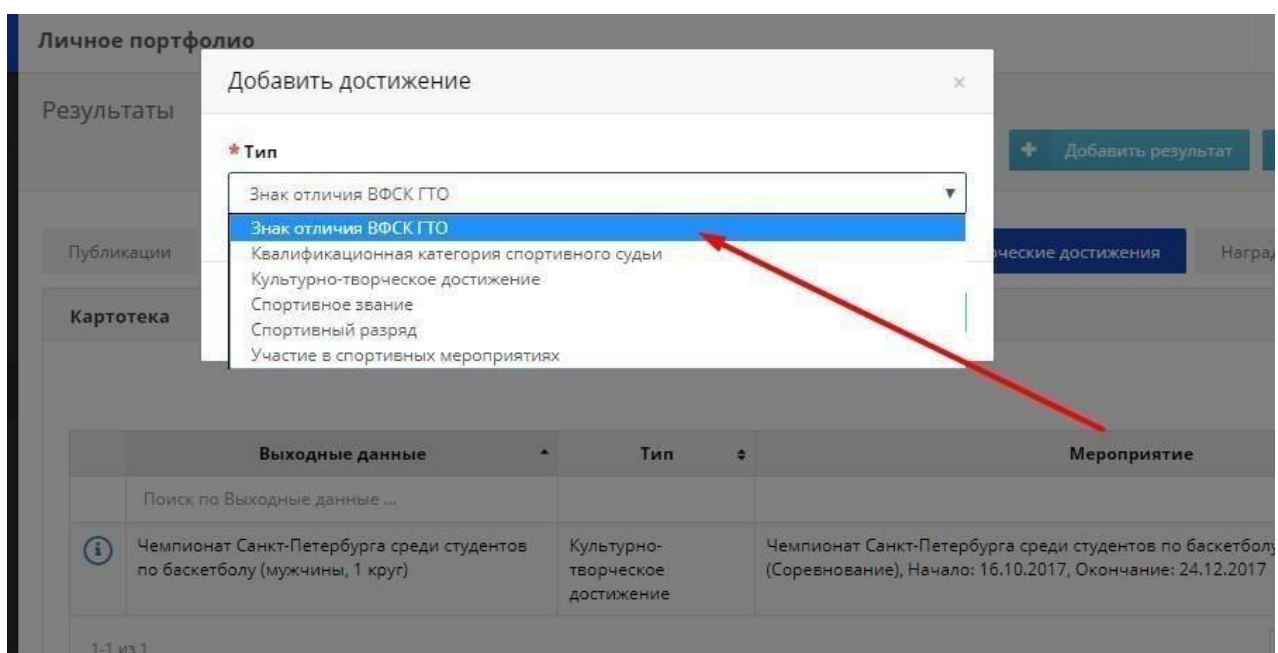 Личное портфолио
Добавить достижение
×
Результаты
* Тип
+ Добавить результат
Знак отличия ВФСК ГТО
Знак отличия ВФСК ГТО
Публикации
Квалификационная категория спортивного судьи
ческие достижения
Культурно-творческое достижение
Спортивное звание
Картотека
Спортивный разряд
Участие в спортивных мероприятиях
Выходные данные Тип Мероприятие
Поиск по Выходные данные ...
Чемпионат Санкт-Петербурга среди студентов
по баскетболу (мужчины, 1 круг)
Культурно-
творческое
достижение
Чемпионат Санкт-Петербурга среди студентов по баскетболу
(Соревнование), Начало: 16.10.2017, Окончание: 24.12.2017
1-1 из 1